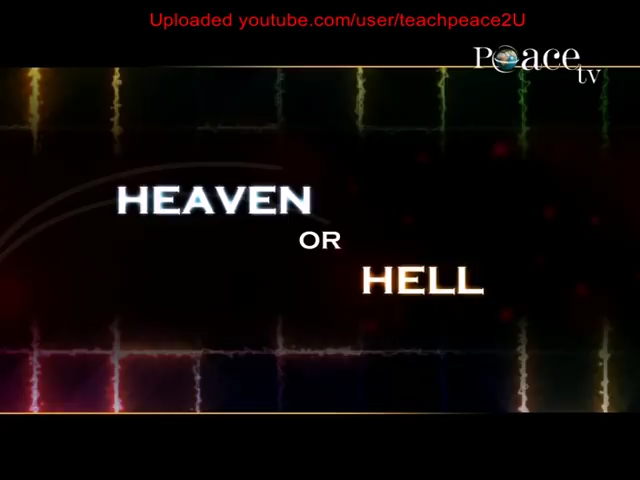 Uploaded youtube.com/user/teachpeace2U
Peace
tv
HEAVEN
OR
HELL